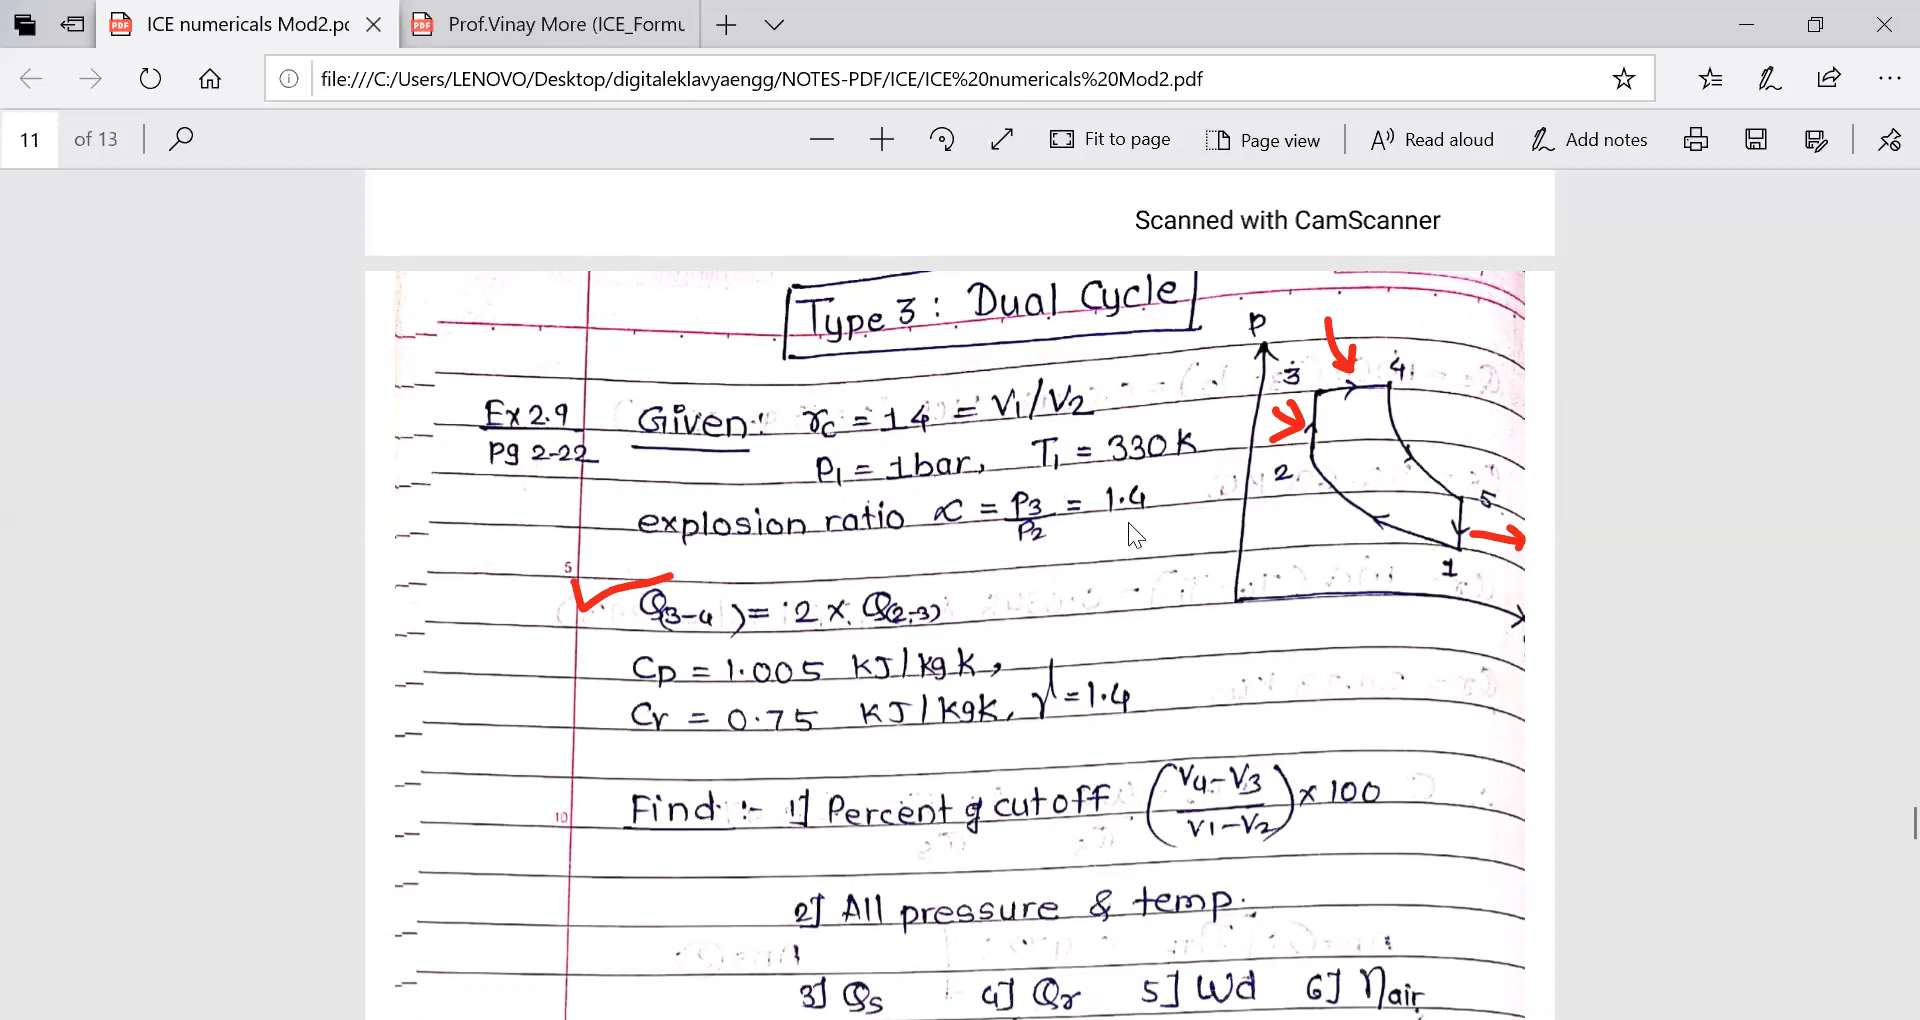 ICE numericals Mod2.pd
Prof.Vinay More (ICE_Formu
file:///C:/Users/LENOVO/Desktop/digitaleklavyaengg/NOTES-PDF/ICE/ICE%20numericals%20Mod2.pdf
11 of 13
Fit to page
Page view
Read aloud
Add notes
Scanned with CamScanner
Type 3 : Dual Cycle
P
3 4
Ex 2.9 Given:- rc = 14 = V1/V2
Pg 2-22 P1 = 1bar, T1 = 330 K
2
explosion ratio ∝ = P3/P2 = 1.4
5
1
5
Q(3-4) = 2 × Q(2-3)
Cp = 1.005 KJ/kgK,
Cv = 0.75 KJ/kgK, γ = 1.4
Find :- 1] Percent of cutoff (V4-V3/V1-V2) × 100
10
2] All pressure & temp.
3] Qs 4] Qr 5] Wd 6] ηair